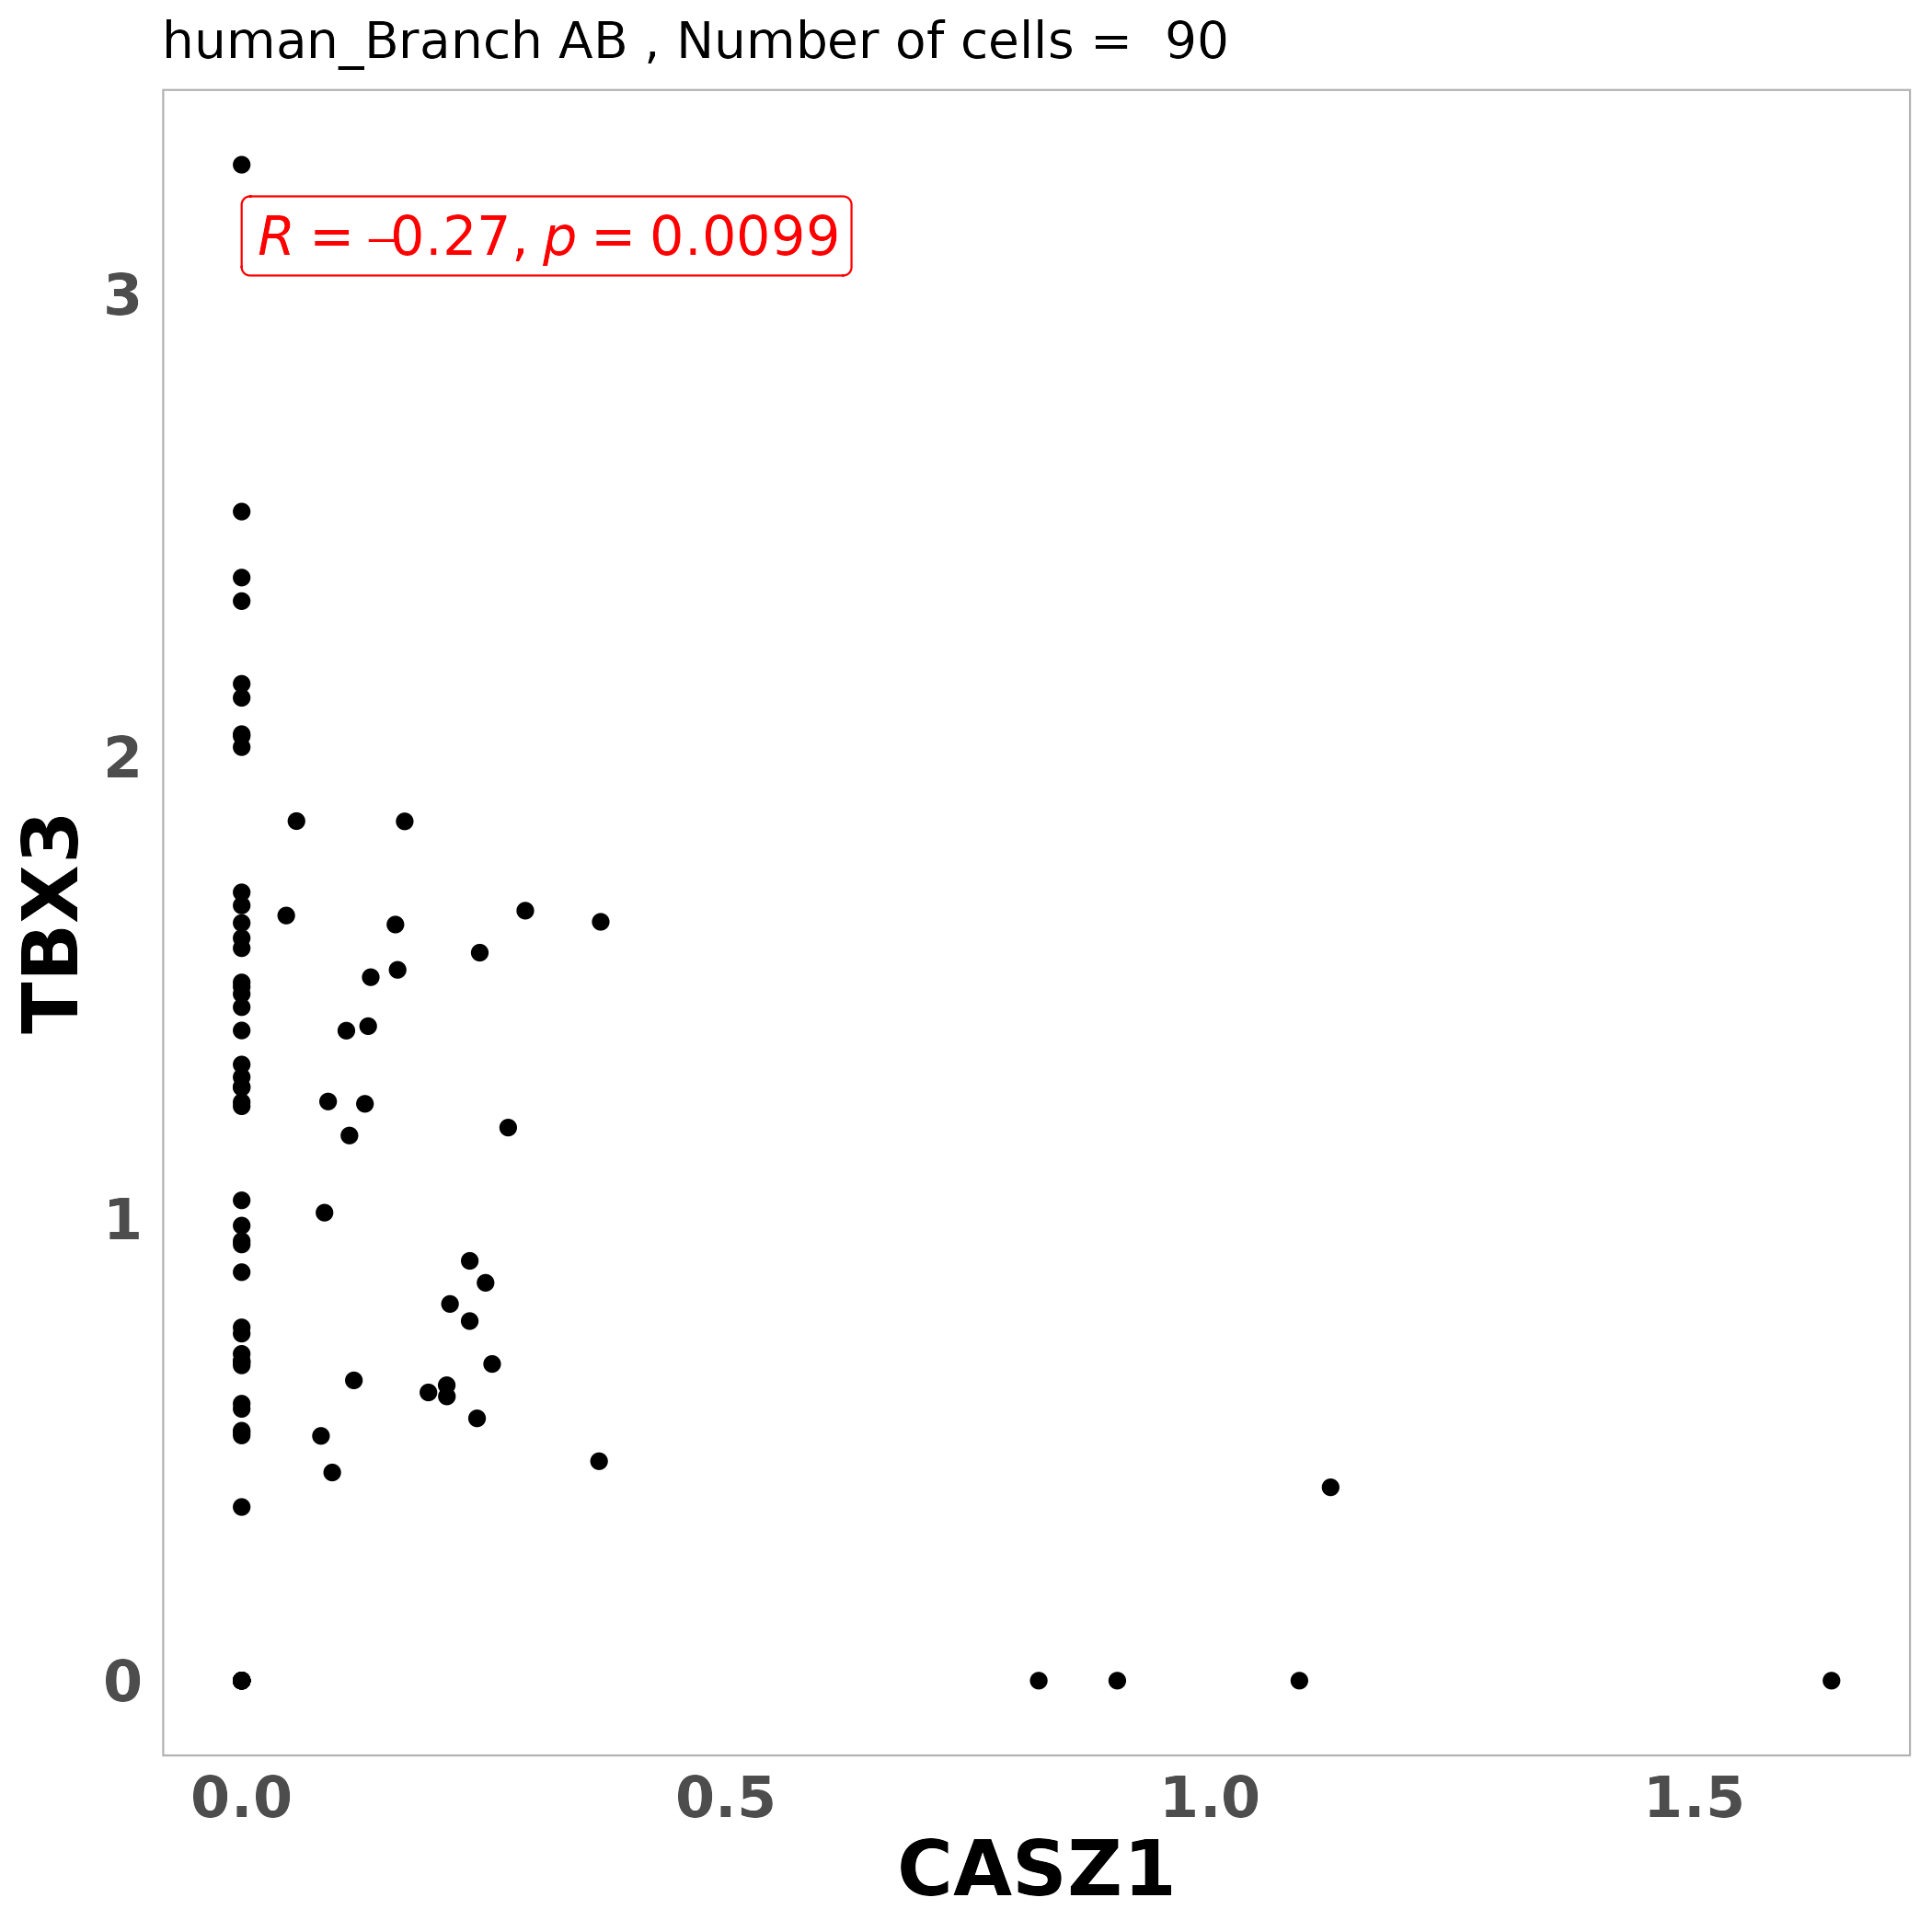 human_Branch AB , Number of cells =  90
R = –0.27, p = 0.0099
3
2
1
0
TBX3
0.0 0.5 1.0 1.5
CASZ1